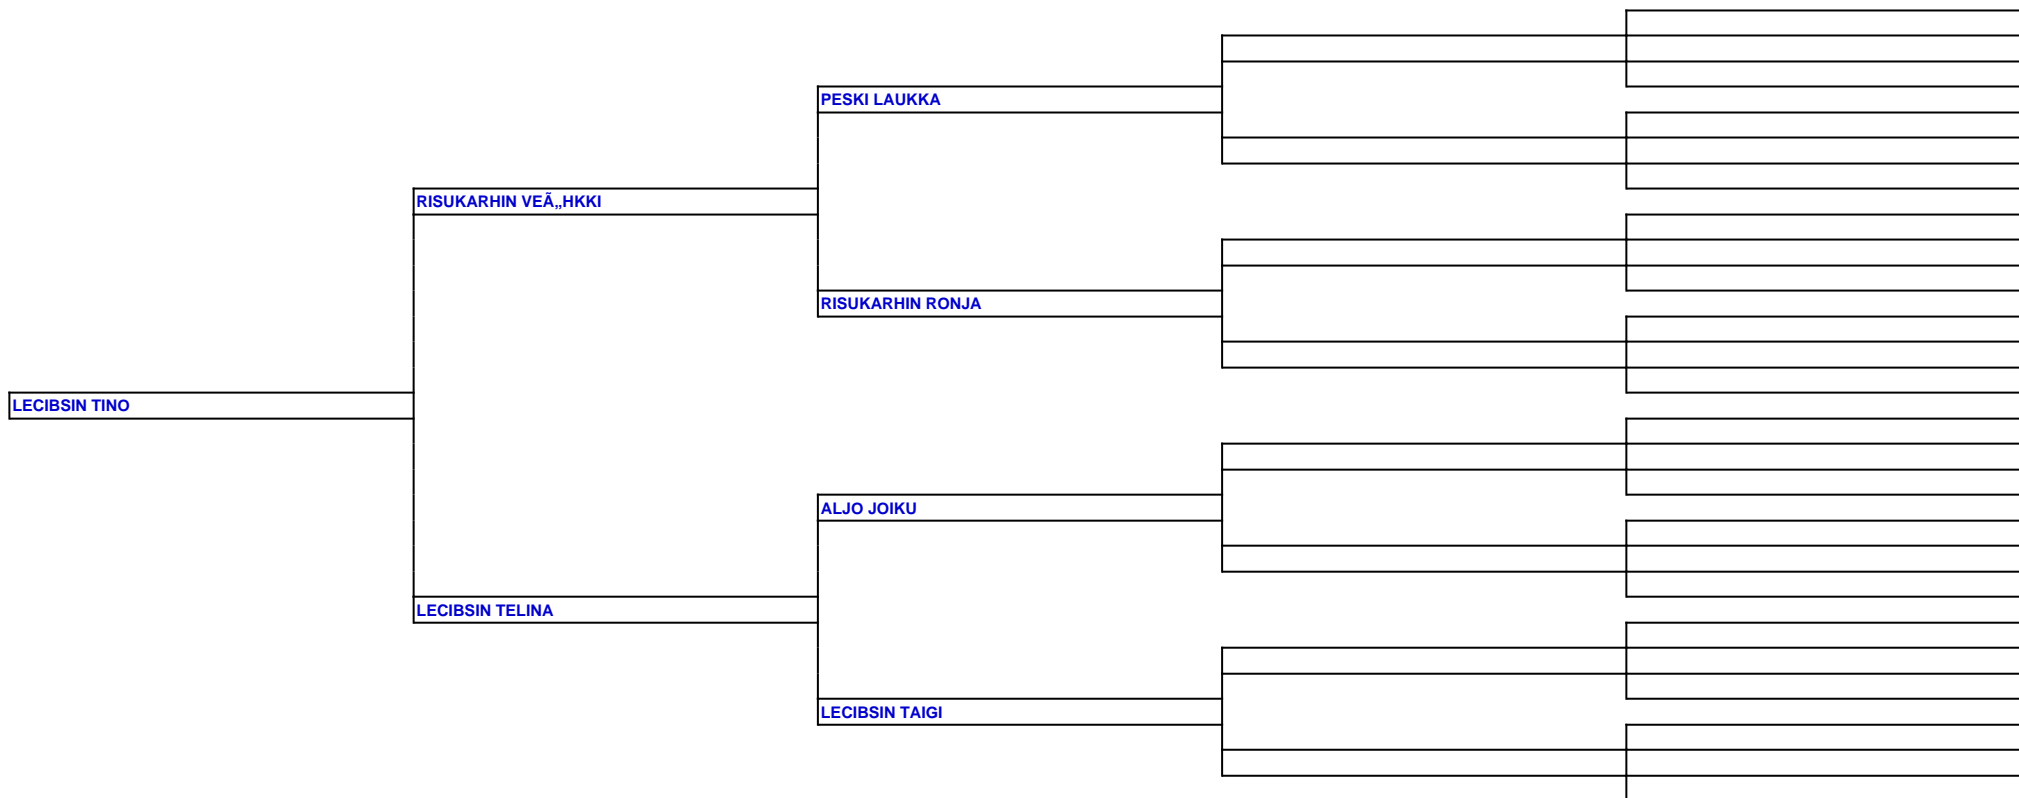 PESKI LAUKKA
RISUKARHIN VEÃ„HKKI
RISUKARHIN RONJA
LECIBSIN TINO
ALJO JOIKU
LECIBSIN TELINA
LECIBSIN TAIGI